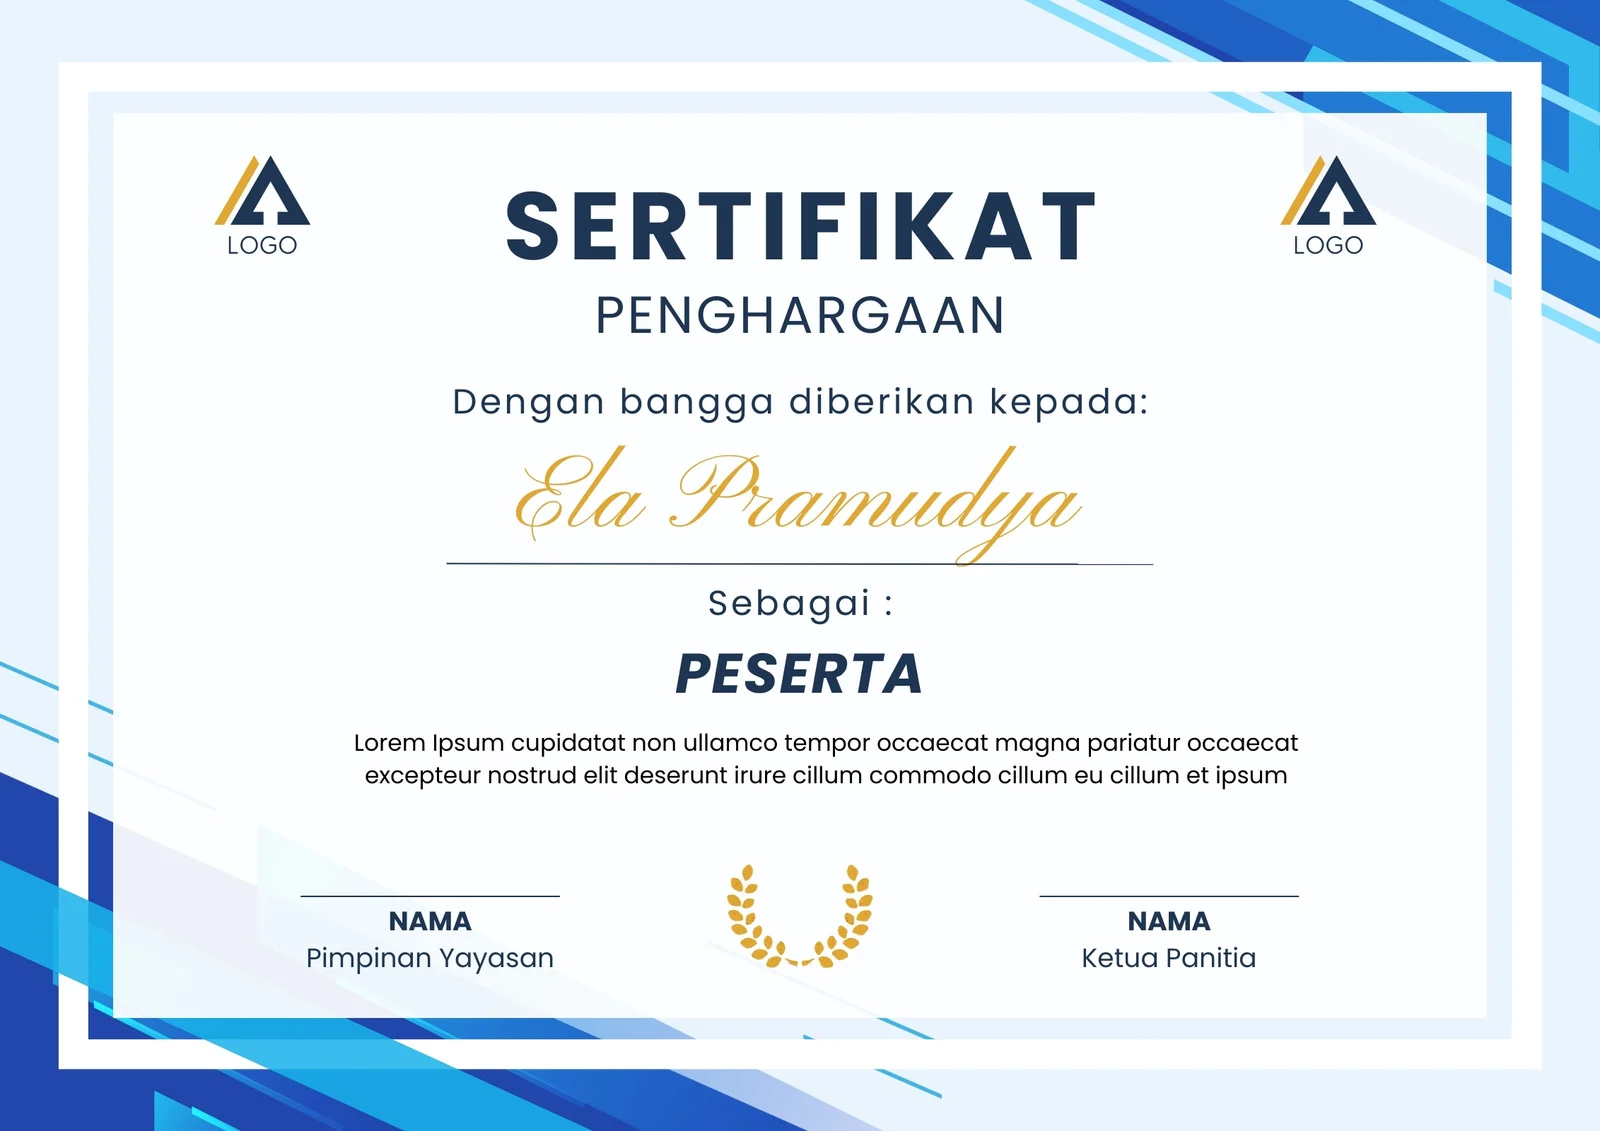 LOGO
LOGO
SERTIFIKAT
PENGHARGAAN
Dengan bangga diberikan kepada:
Ela Pramudya
Sebagai :
PESERTA
Lorem Ipsum cupidatat non ullamco tempor occaecat magna pariatur occaecat
excepteur nostrud elit deserunt irure cillum commodo cillum eu cillum et ipsum
NAMA
Pimpinan Yayasan
NAMA
Ketua Panitia